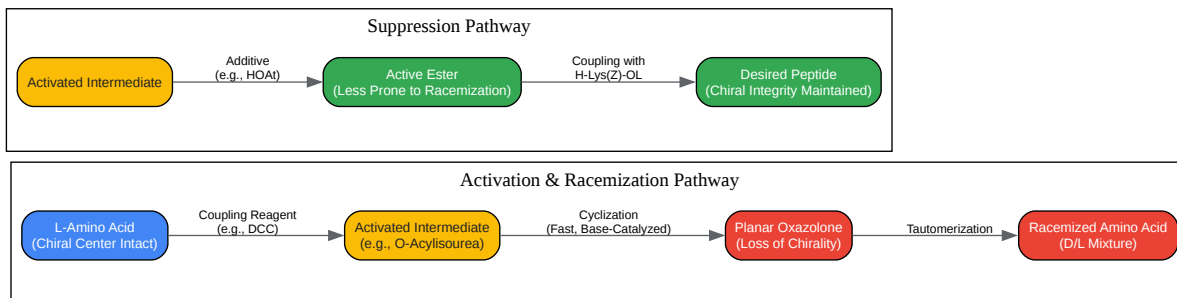 Suppression Pathway
Activated Intermediate
Additive
(e.g., HOAt)
Active Ester
(Less Prone to Racemization)
Coupling with
H-Lys(Z)-OL
Desired Peptide
(Chiral Integrity Maintained)
Activation & Racemization Pathway
L-Amino Acid
(Chiral Center Intact)
Coupling Reagent
(e.g., DCC)
Activated Intermediate
(e.g., O-Acylisourea)
Cyclization
(Fast, Base-Catalyzed)
Planar Oxazolone
(Loss of Chirality)
Tautomerization
Racemized Amino Acid
(D/L Mixture)